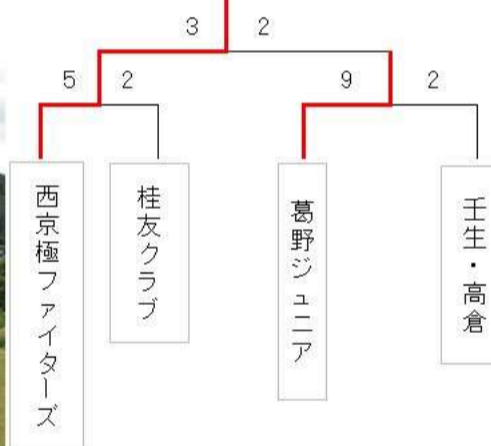 3 2
5 2 9 2
西京極ファイターズ
桂友クラブ
葛野ジュニア
壬生・高倉